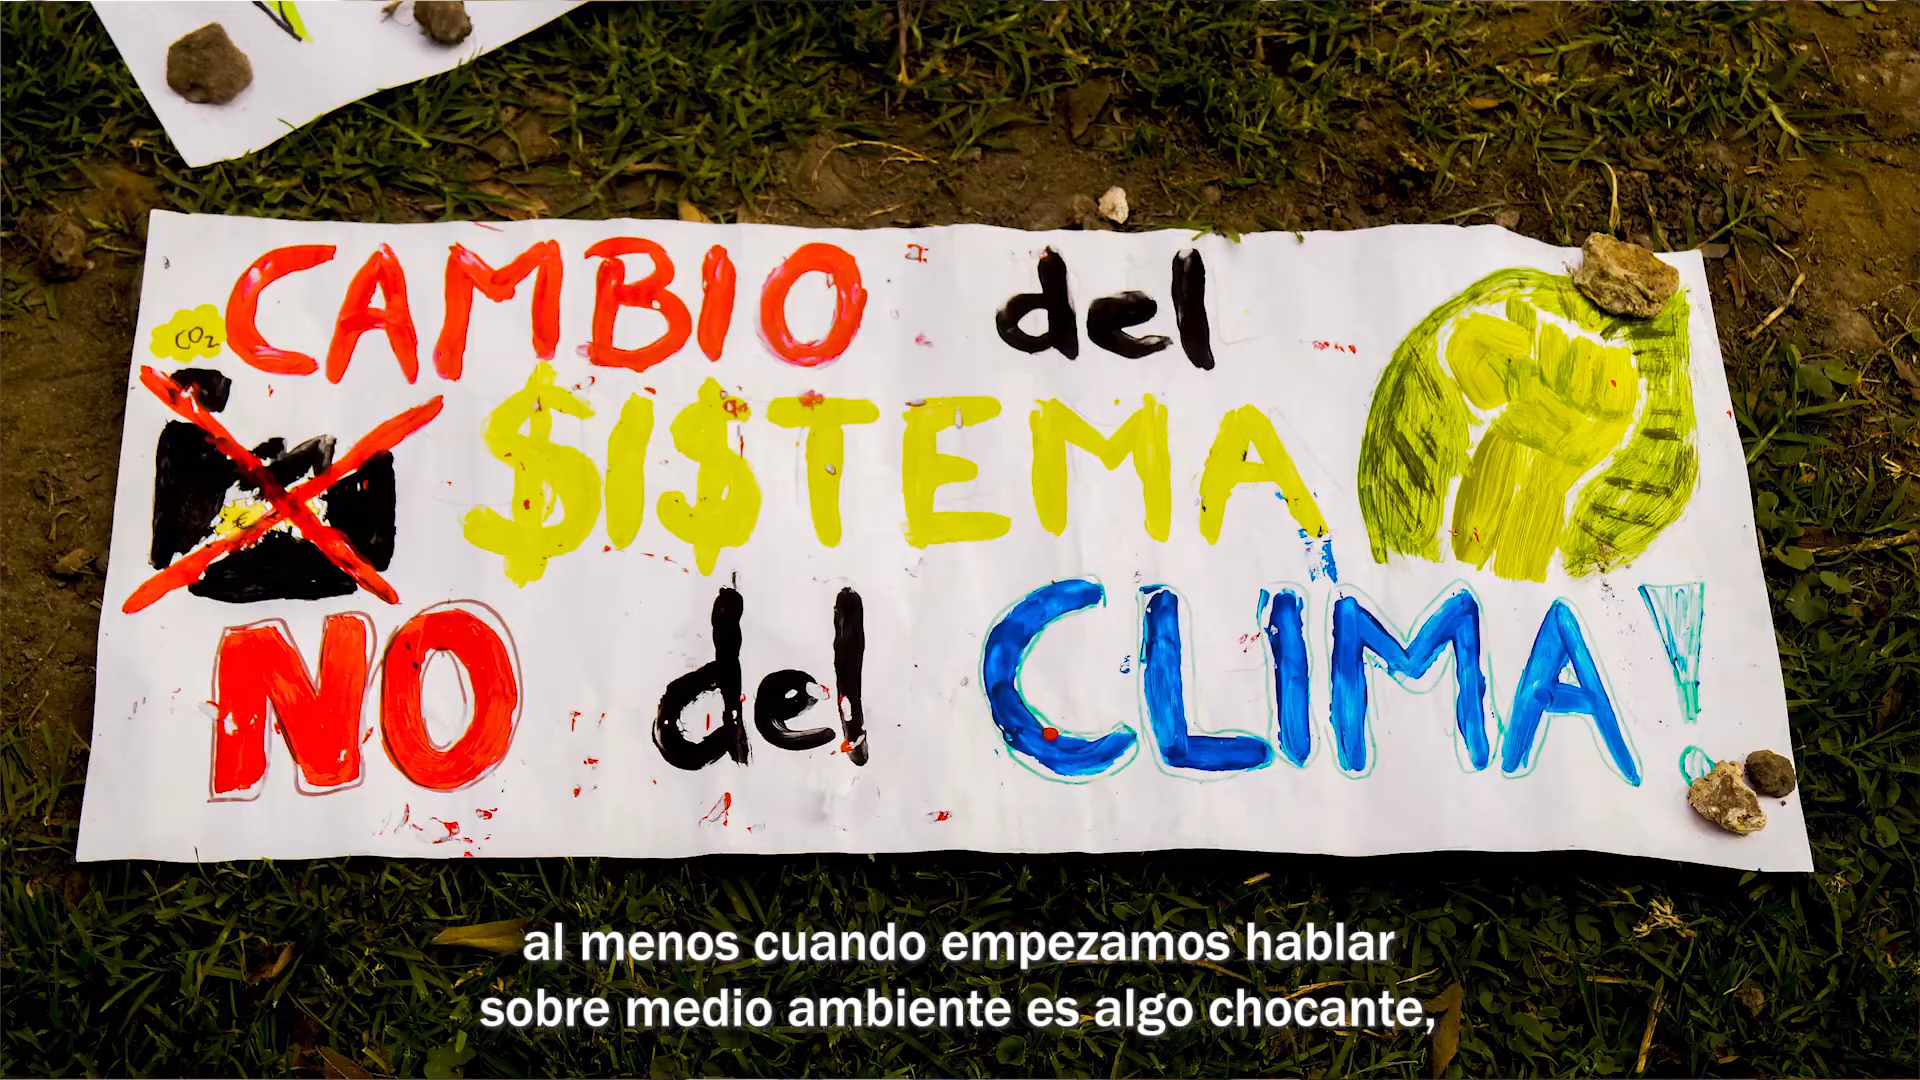 CAMBIO del
CO2
$I$TEMA
NO del CLIMA!
al menos cuando empezamos hablar
sobre medio ambiente es algo chocante,